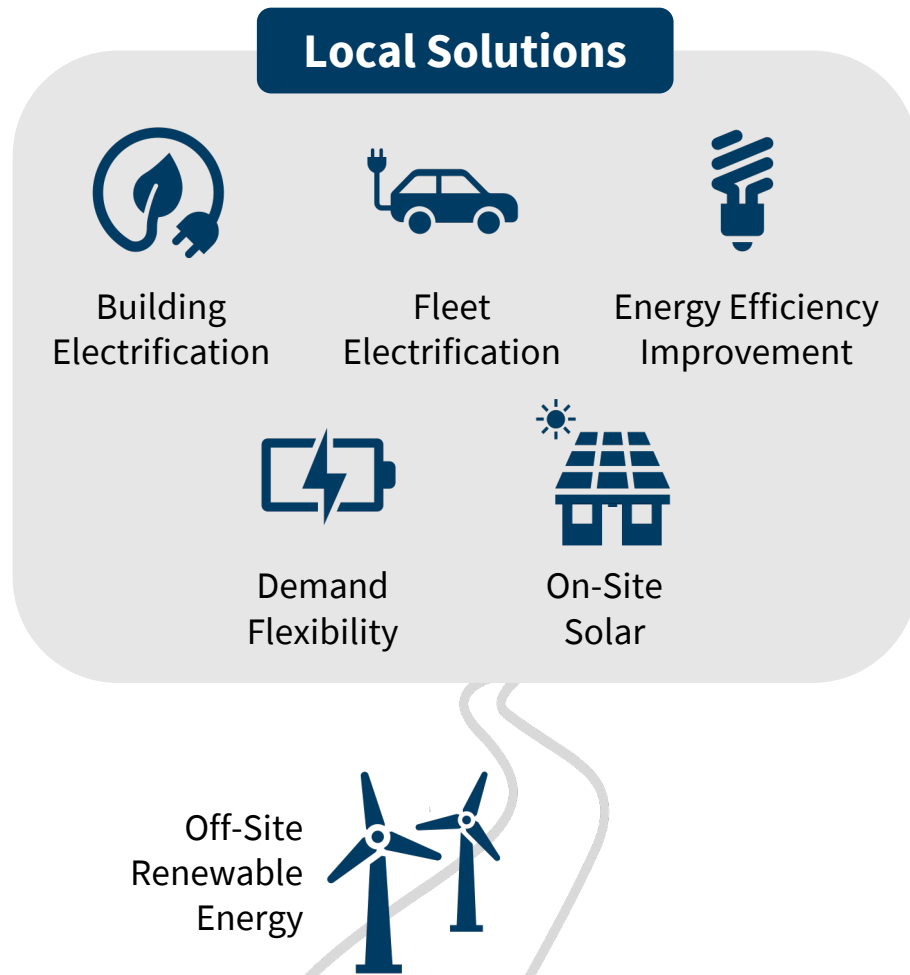 Local Solutions
Building
Electrification
Fleet
Electrification
Energy Efficiency
Improvement
Demand
Flexibility
On-Site
Solar
Off-Site
Renewable
Energy